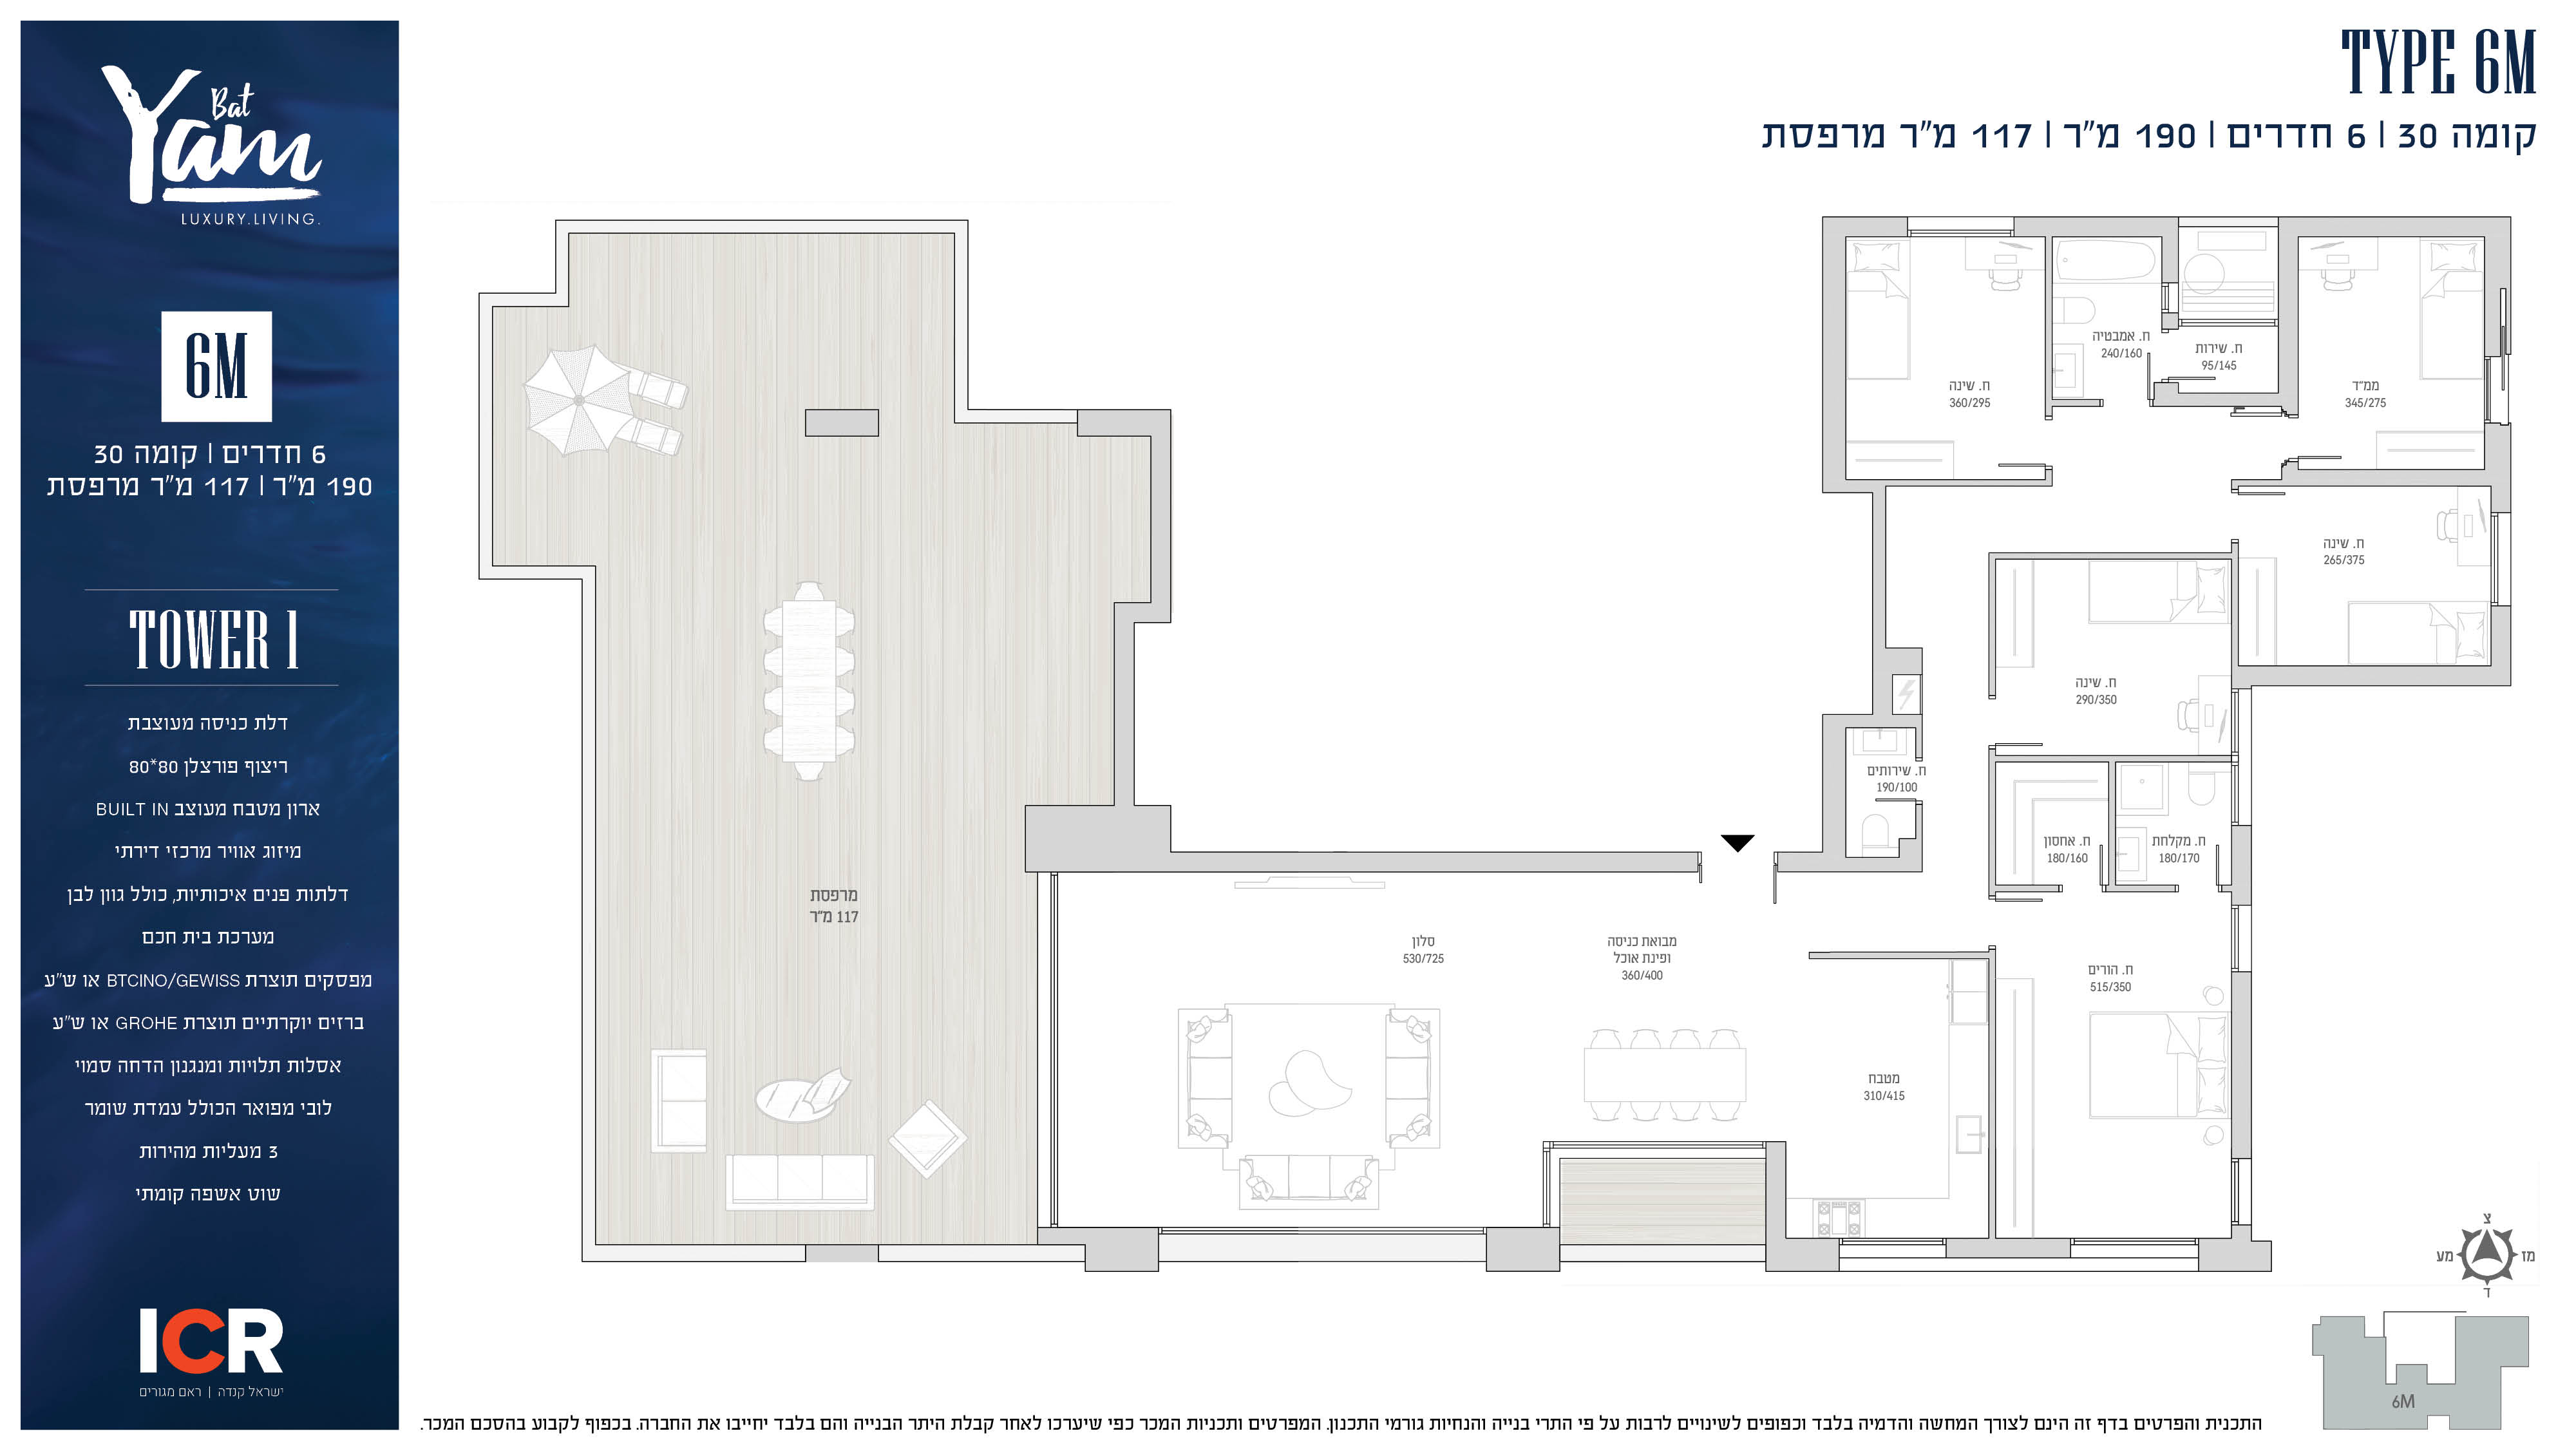 Bat
Yam
LUXURY.LIVING.
6M
6 חדרים | קומה 30
190 מ"ר | 117 מ"ר מרפסת
TOWER 1
דלת כניסה מעוצבת
ריצוף פורצלן 80*80
ארון מטבח מעוצב BUILT IN
מיזוג אוויר מרכזי דירתי
דלתות פנים איכותיות, כולל גוון לבן
מערכת בית חכם
מפסקים תוצרת BTCINO/GEWISS או ש"ע
ברזים יוקרתיים תוצרת GROHE או ש"ע
אסלות תלויות ומנגנון הדחה סמוי
לובי מפואר הכולל עמדת שומר
3 מעליות מהירות
שוט אשפה קומתי
ICR
ישראל קנדה | ראם מגורים
TYPE 6M
קומה 30 | 6 חדרים | 190 מ"ר | 117 מ"ר מרפסת
ח. שינה
360/295
ח. אמבטיה
240/160
ח. שירות
95/145
ממ"ד
345/275
ח. שינה
265/375
ח. שינה
290/350
ח. שירותים
190/100
ח. אחסון
180/160
ח. מקלחת
180/170
מרפסת
117 מ"ר
סלון
530/725
מבואת כניסה
ופינת אוכל
360/400
ח. הורים
515/350
מטבח
310/415
צ
מז
מע
ד
6M
התכנית והפרטים בדף זה הינם לצורך המחשה והדמיה בלבד וכפופים לשינויים לרבות על פי התרי בנייה והנחיות גורמי התכנון. המפרטים ותכניות המכר כפי שיערכו לאחר קבלת היתר הבנייה והם בלבד יחייבו את החברה. בכפוף לקבוע בהסכם המכר.